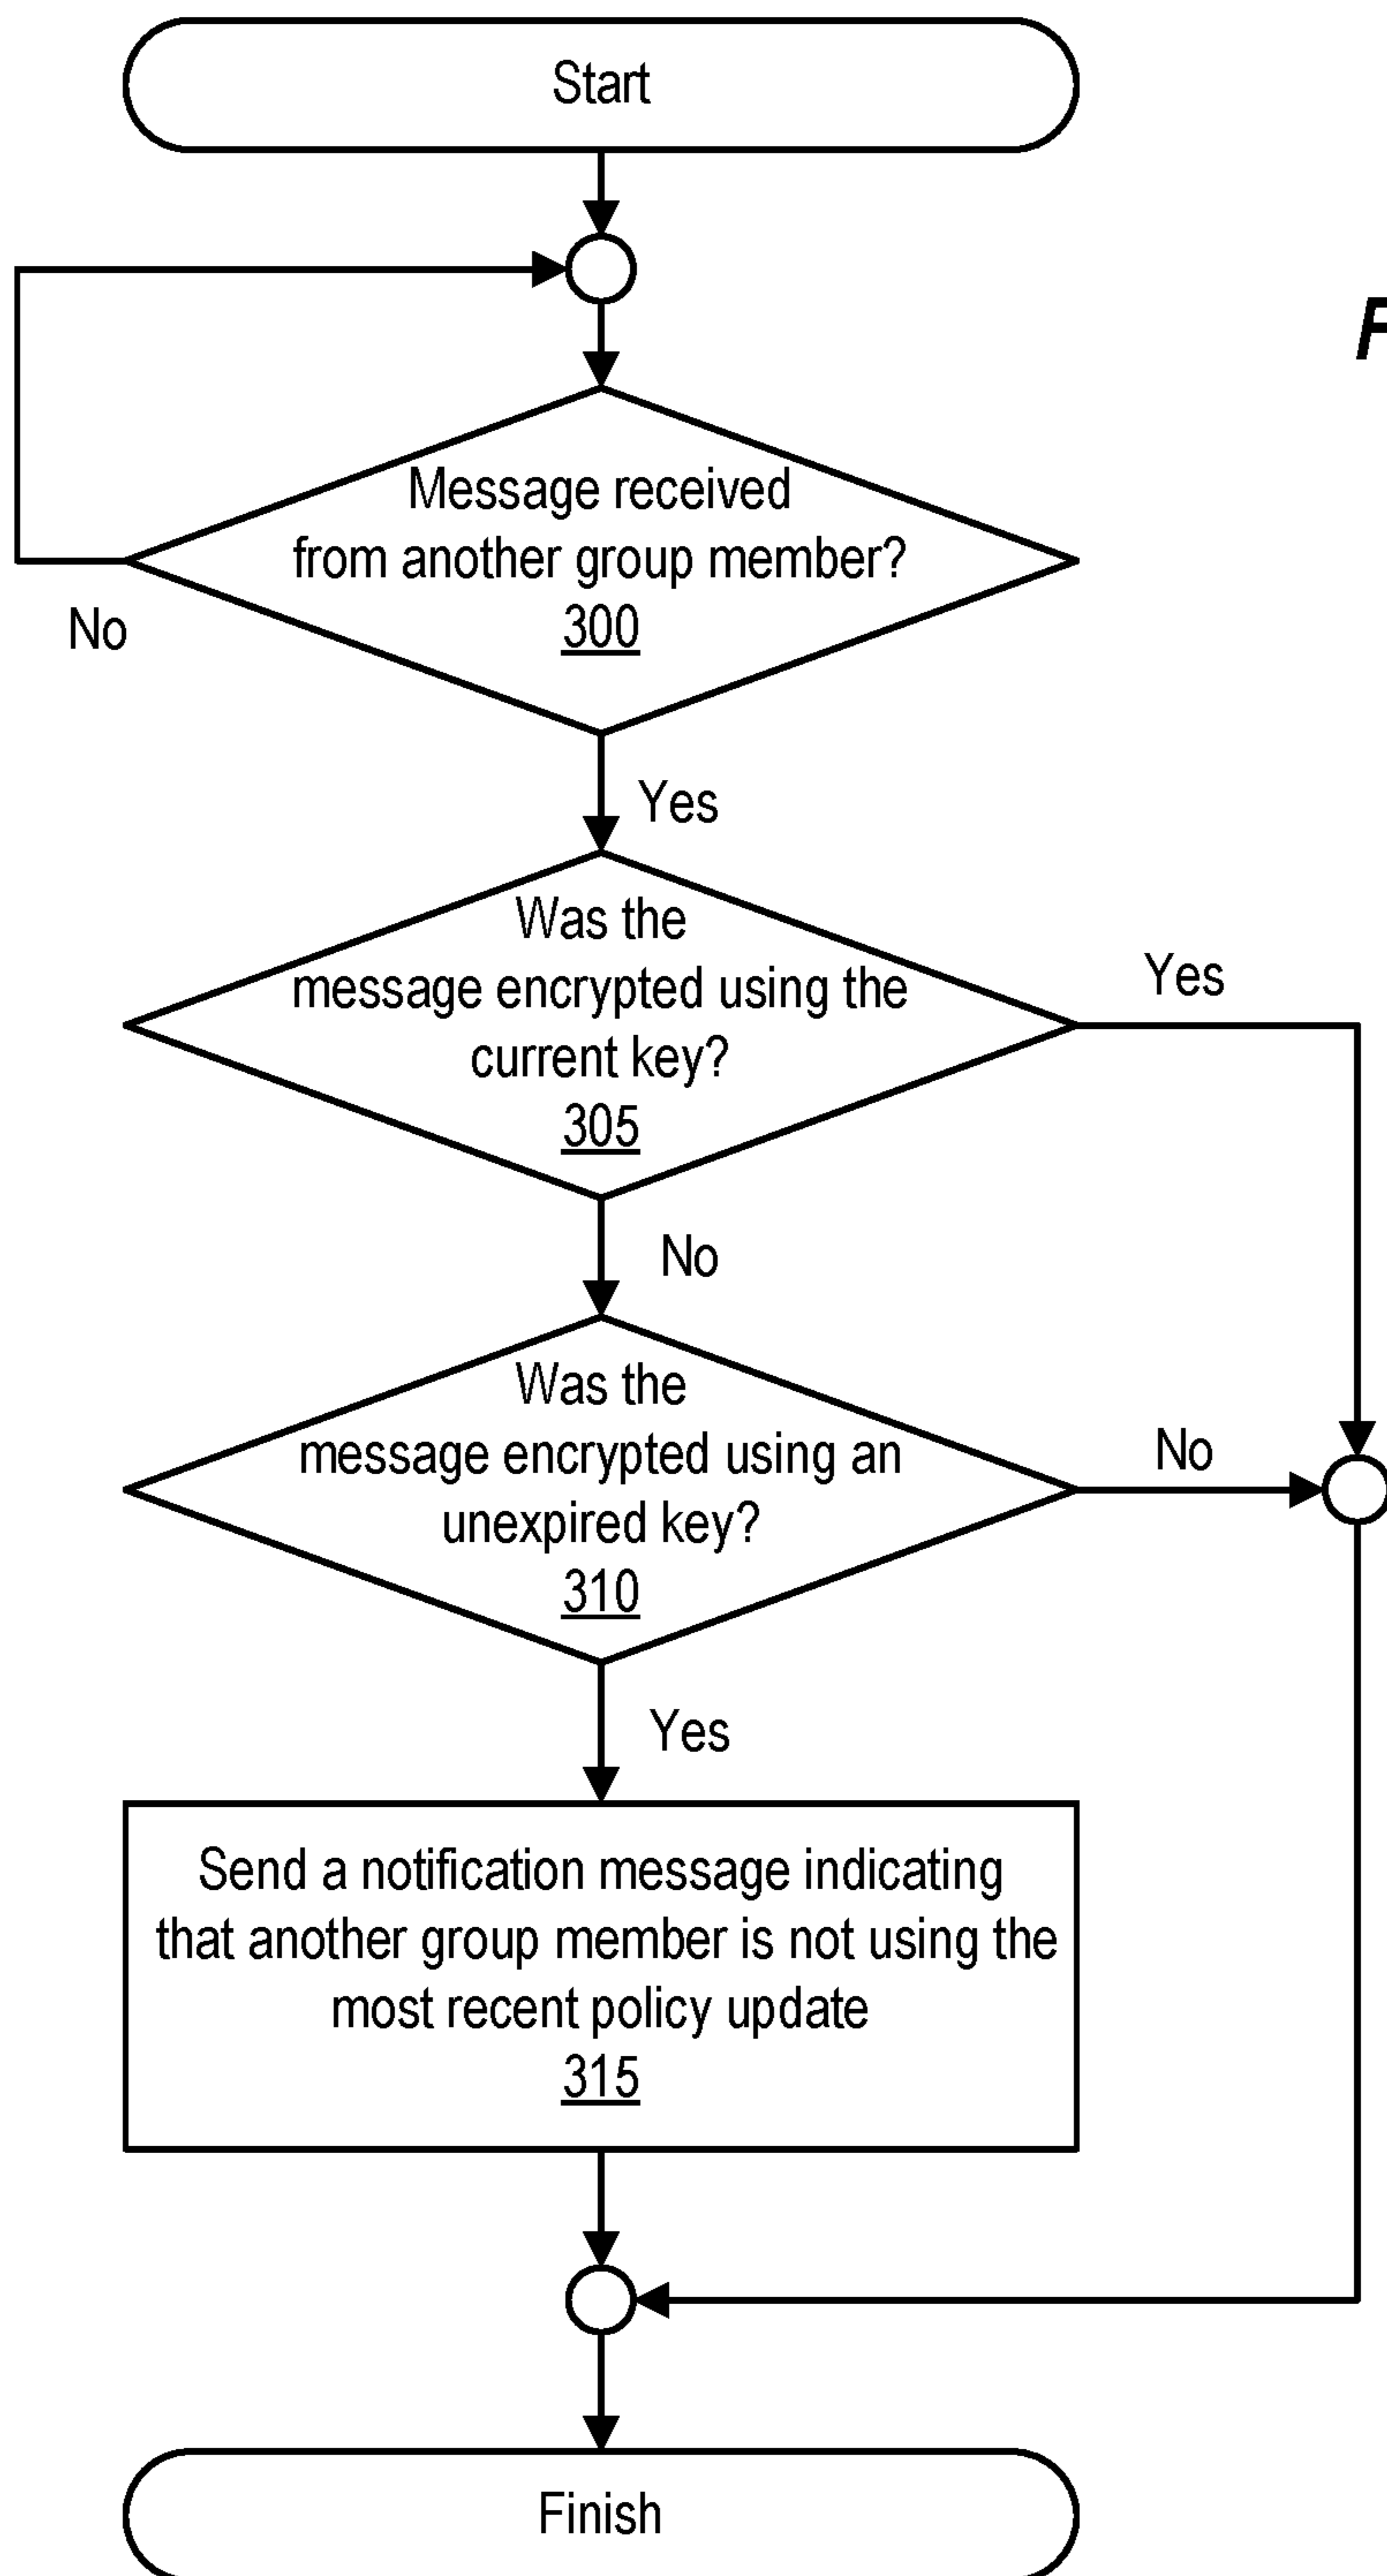 Start
Message received
from another group member?
300
No
Yes
Was the
message encrypted using the
current key?
305
Yes
No
Was the
message encrypted using an
unexpired key?
310
No
Yes
Send a notification message indicating
that another group member is not using the
most recent policy update
315
Finish